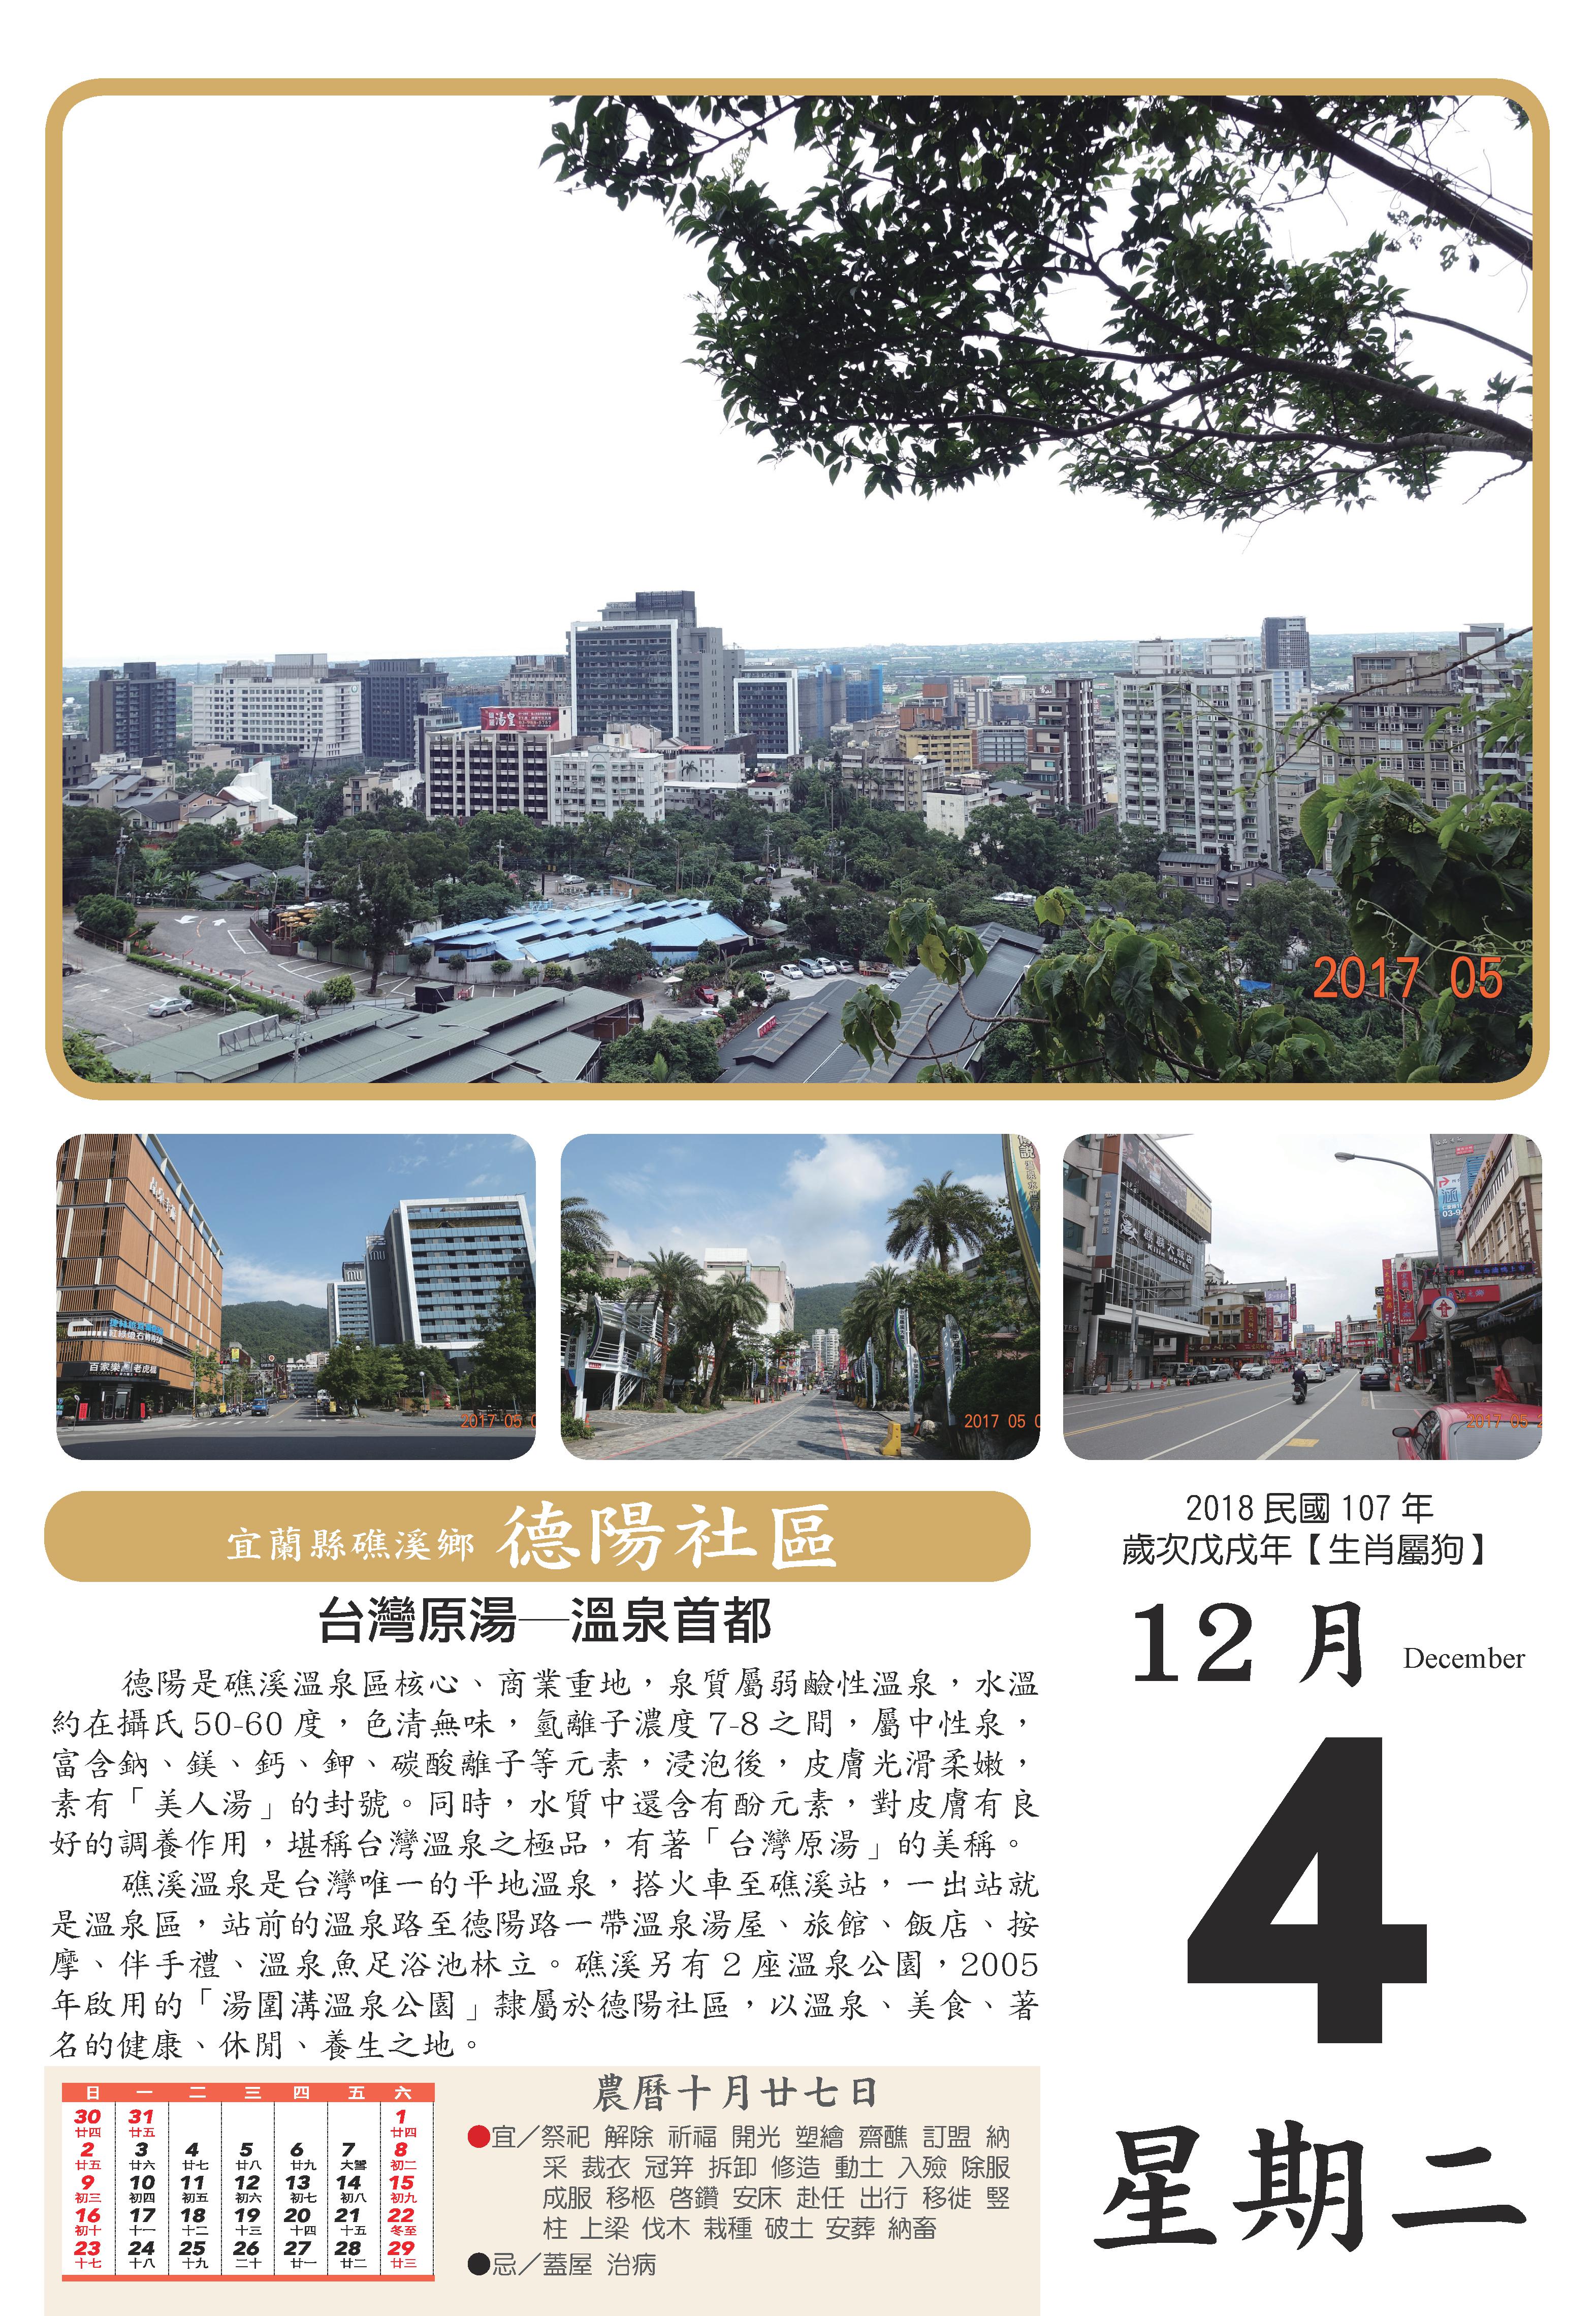 湯皇
2017 05
百家樂 老虎機
2017 05 0
2017 05 0
03-9
2017 05 2
宜蘭縣礁溪鄉 德陽社區
台灣原湯—溫泉首都
德陽是礁溪溫泉區核心、商業重地，泉質屬弱鹼性溫泉，水溫
約在攝氏 50-60 度，色清無味，氫離子濃度 7-8 之間，屬中性泉，
富含鈉、鎂、鈣、鉀、碳酸離子等元素，浸泡後，皮膚光滑柔嫩，
素有「美人湯」的封號。同時，水質中還含有酚元素，對皮膚有良
好的調養作用，堪稱台灣溫泉之極品，有著「台灣原湯」的美稱。
礁溪溫泉是台灣唯一的平地溫泉，搭火車至礁溪站，一出站就
是溫泉區，站前的溫泉路至德陽路一帶溫泉湯屋、旅館、飯店、按
摩、伴手禮、溫泉魚足浴池林立。礁溪另有 2 座溫泉公園，2005
年啟用的「湯圍溝溫泉公園」隸屬於德陽社區，以溫泉、美食、著
名的健康、休閒、養生之地。
2018 民國 107 年
歲次戊戌年【生肖屬狗】
12 月 December
4
星期二
日 一 二 三 四 五 六
30 31 1
廿四 廿五 廿四
2 3 4 5 6 7 8
廿五 廿六 廿七 廿八 廿九 大雪 初二
9 10 11 12 13 14 15
初三 初四 初五 初六 初七 初八 初九
16 17 18 19 20 21 22
初十 十一 十二 十三 十四 十五 冬至
23 24 25 26 27 28 29
十七 十八 十九 二十 廿一 廿二 廿三
農曆十月廿七日
●宜／祭祀 解除 祈福 開光 塑繪 齋醮 訂盟 納
采 裁衣 冠笄 拆卸 修造 動土 入殮 除服
成服 移柩 啓鑽 安床 赴任 出行 移徙 竪
柱 上梁 伐木 栽種 破土 安葬 納畜
●忌／蓋屋 治病